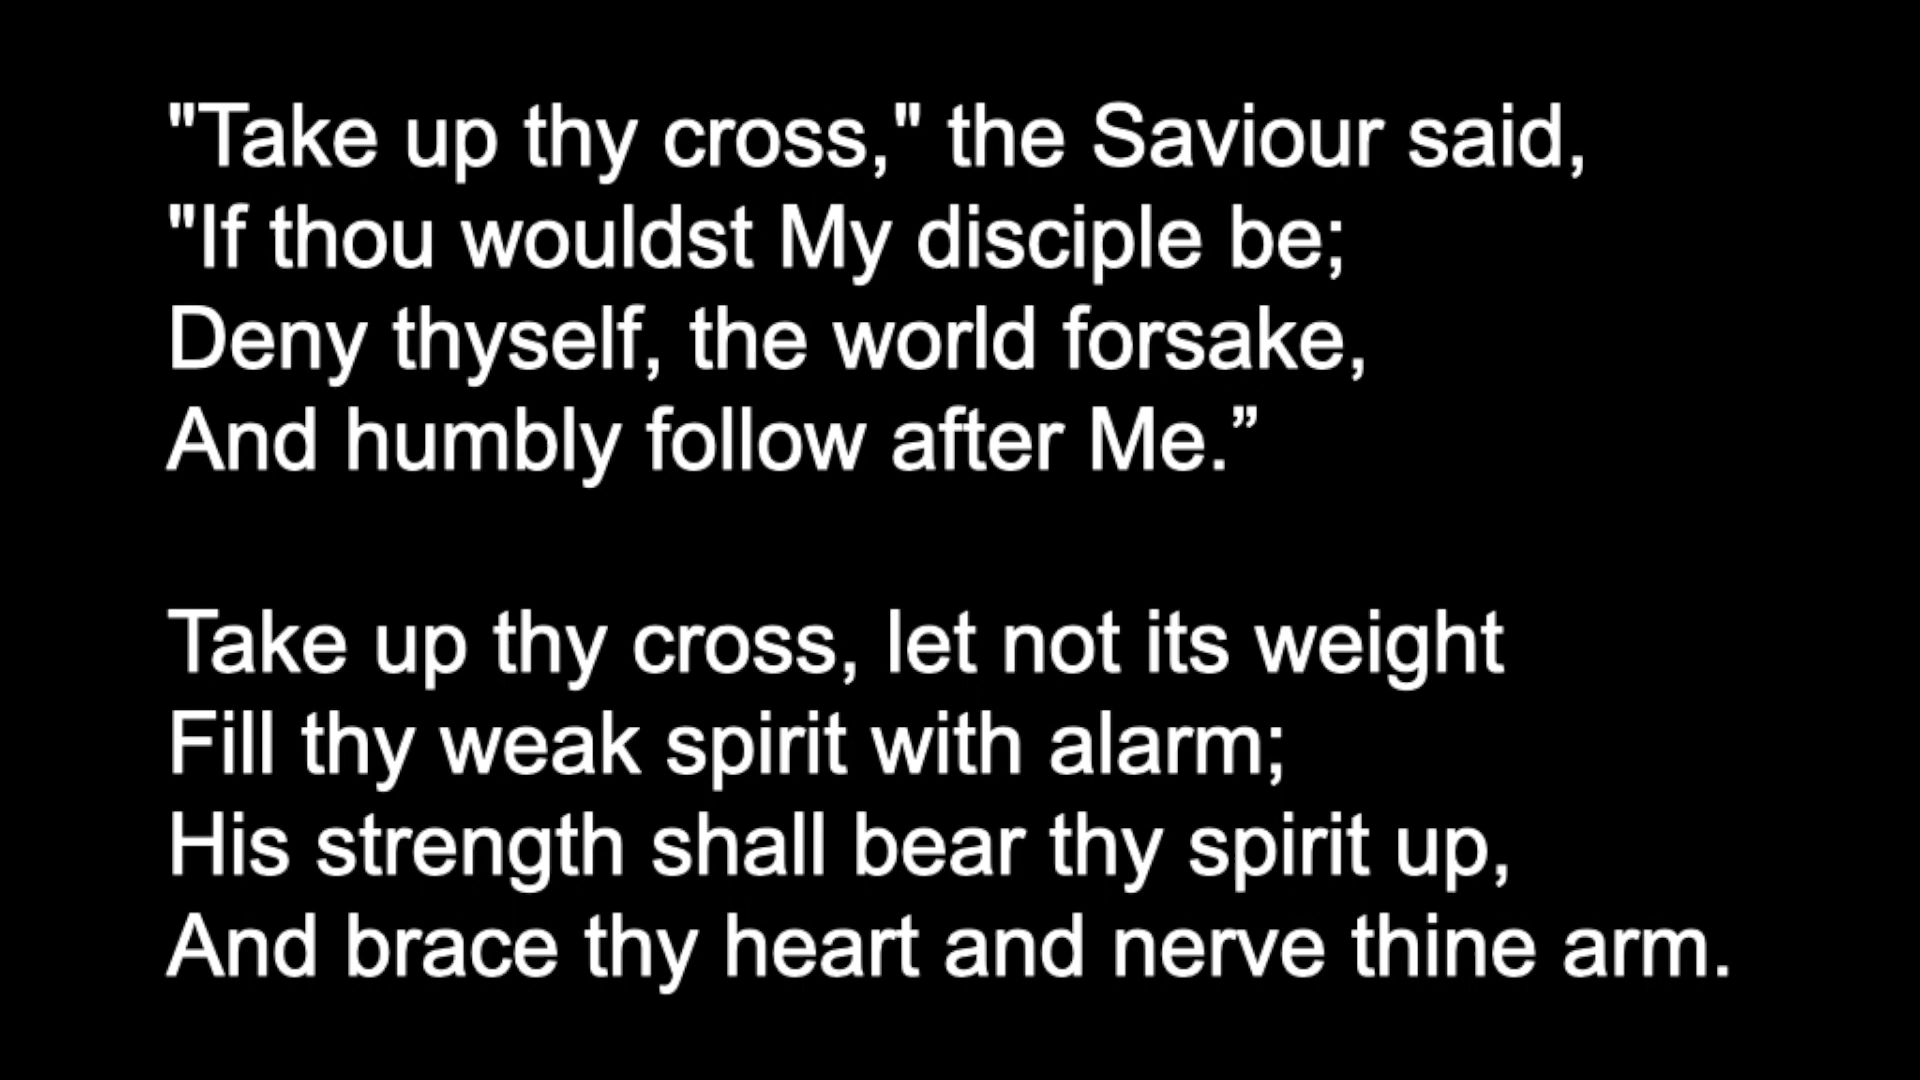 "Take up thy cross," the Saviour said,
"If thou wouldst My disciple be;
Deny thyself, the world forsake,
And humbly follow after Me.”
Take up thy cross, let not its weight
Fill thy weak spirit with alarm;
His strength shall bear thy spirit up,
And brace thy heart and nerve thine arm.